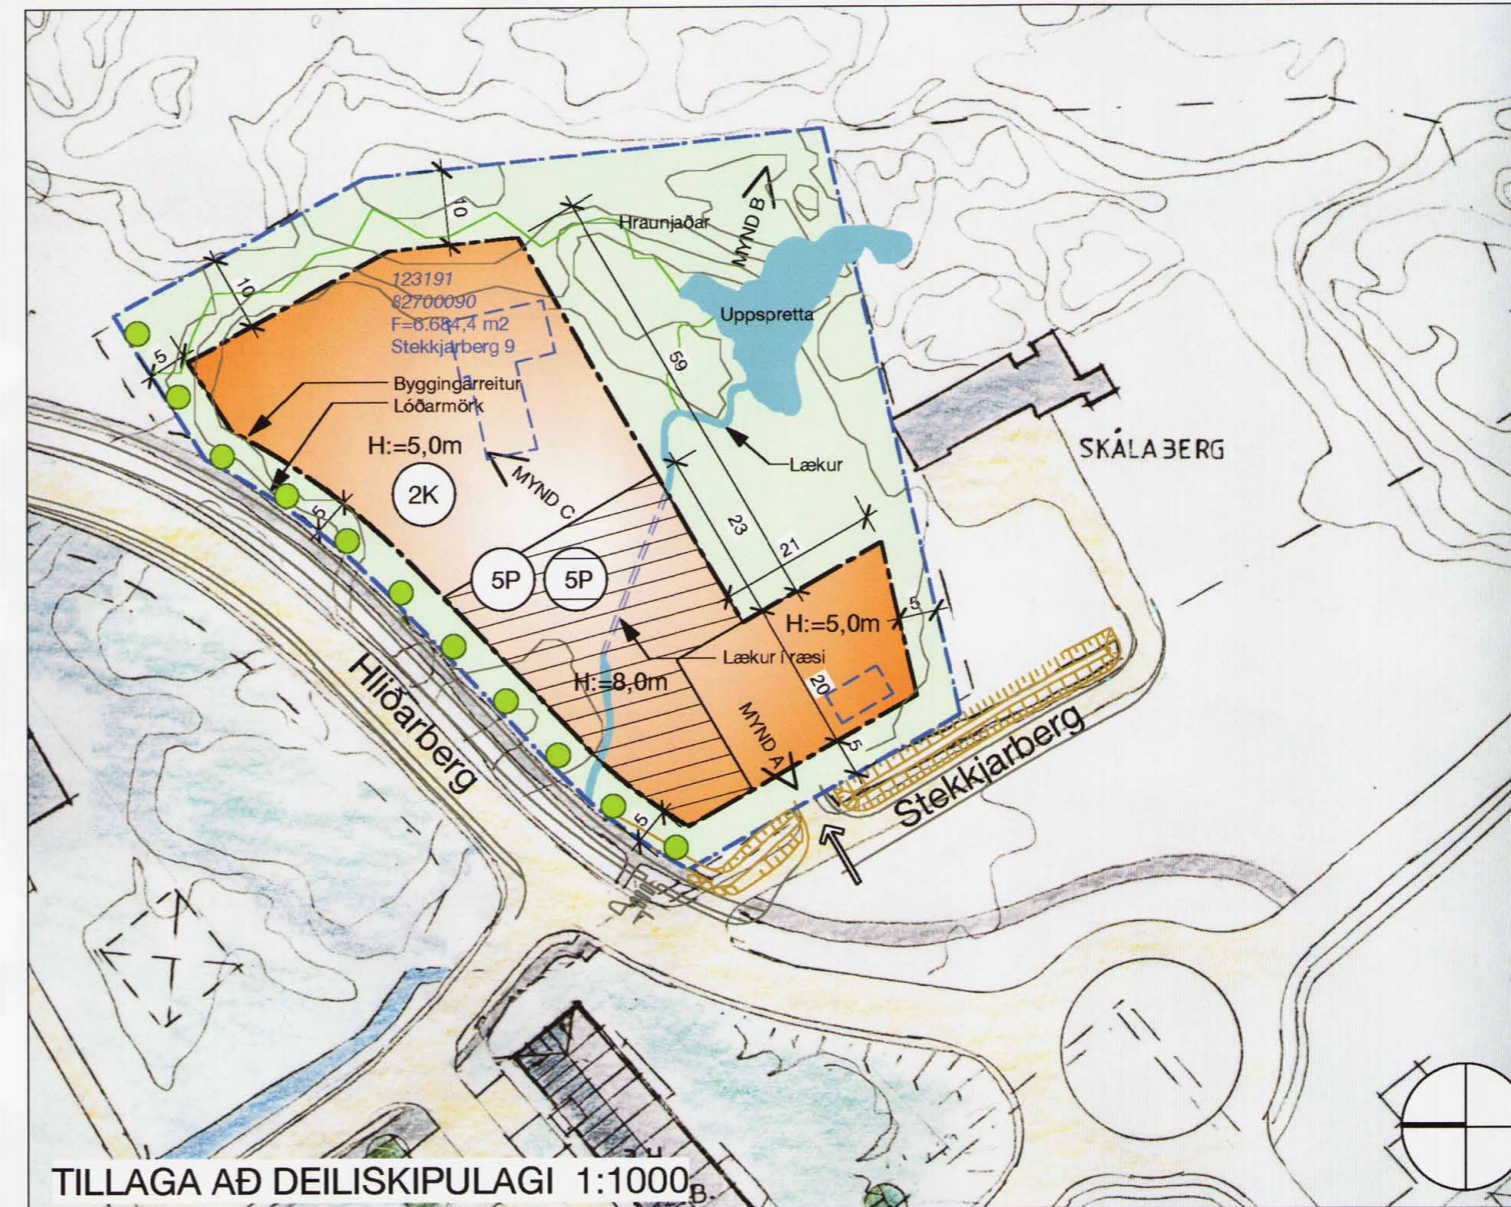 10
Hraunjaðar
MYND B
10
123191
82700090
F=6.684,4 m2
Stekkjarberg 9
Uppspretta
5
59
Byggingarreitur
Lóðarmörk
H:=5,0m
SKÁLABERG
Lækur
MYND C
2K
5
23
21
5P
5P
5
H:=5,0m
Lækur í ræsi
H:=8,0m
20
Hlíðarberg
MYND A
5
Stekkjarberg
5
TILLAGA AÐ DEILISKIPULAGI 1:1000
B.